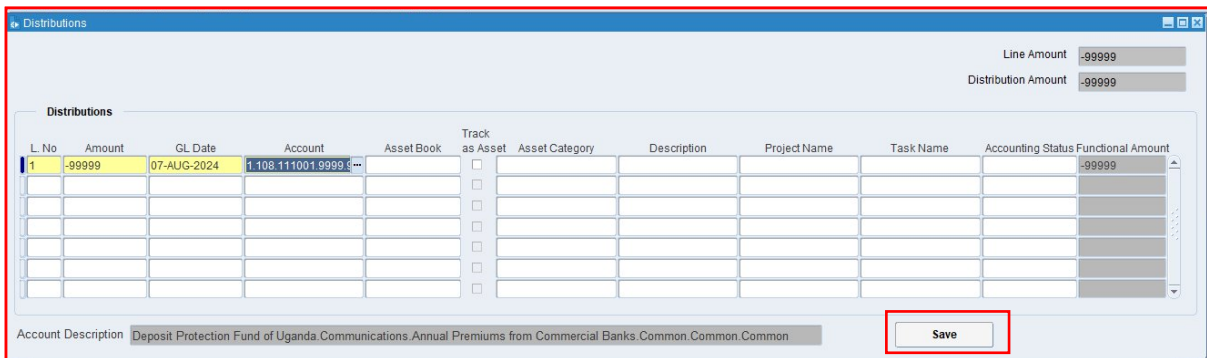 Distributions
Line Amount -99999
Distribution Amount -99999
Distributions
L. No Amount GL Date Account Asset Book Track as Asset Asset Category Description Project Name Task Name Accounting Status Functional Amount
1 -99999 07-AUG-2024 1.108.111001.9999.9 ... -99999
Account Description Deposit Protection Fund of Uganda.Communications.Annual Premiums from Commercial Banks.Common.Common.Common
Save